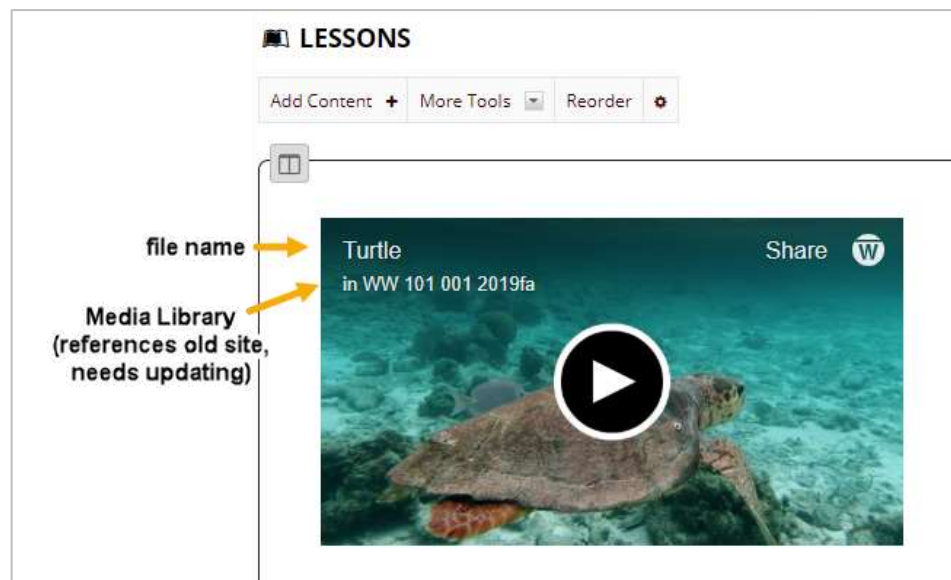 LESSONS
Add Content + More Tools Reorder
file name
Turtle
Share W
in WW 101 001 2019fa
Media Library
(references old site,
needs updating)